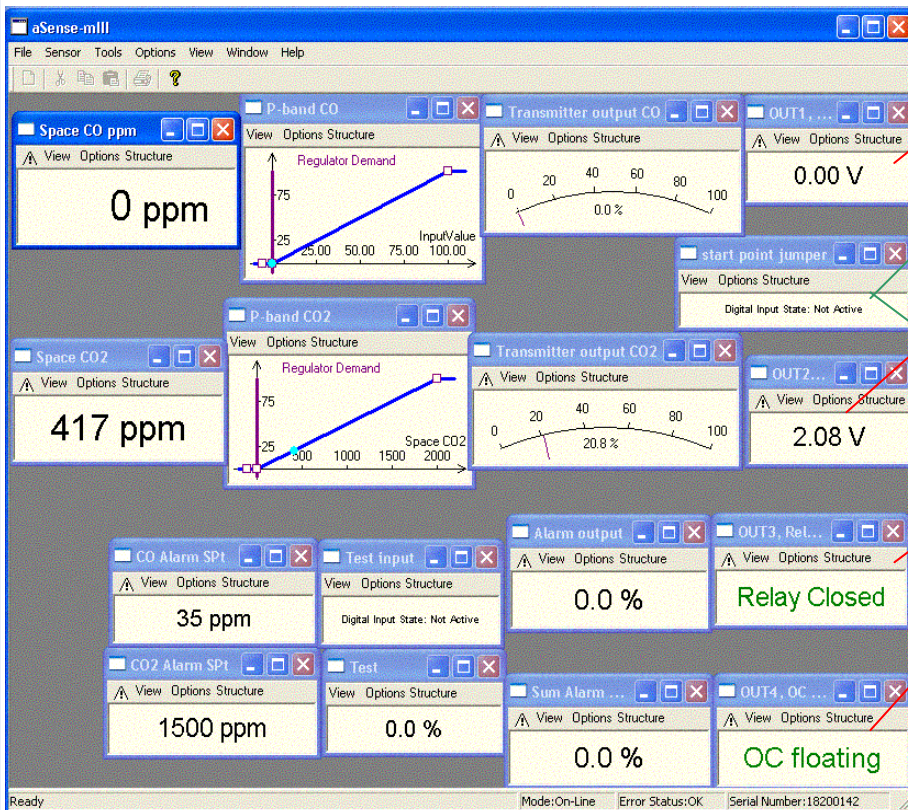 aSense-mIII
File Sensor Tools Options View Window Help
Space CO ppm
View Options Structure
0 ppm
P-band CO
View Options Structure
Regulator Demand
75
25
25.00 50.00 75.00 100.00
InputValue
Transmitter output CO
View Options Structure
0 20 40 60 80 100
0.0 %
OUT1, ...
View Options Structure
0.00 V
start point jumper
View Options Structure
Digital Input State: Not Active
Space CO2
View Options Structure
417 ppm
P-band CO2
View Options Structure
Regulator Demand
75
25
500 1000 1500 2000
Space CO2
Transmitter output CO2
View Options Structure
0 20 40 60 80 100
20.8 %
OUT2...
View Options Structure
2.08 V
CO Alarm SPt
View Options Structure
35 ppm
Test input
View Options Structure
Digital Input State: Not Active
Alarm output
View Options Structure
0.0 %
OUT3, Rel...
View Options Structure
Relay Closed
CO2 Alarm SPt
View Options Structure
1500 ppm
Test
View Options Structure
0.0 %
Sum Alarm ...
View Options Structure
0.0 %
OUT4, OC ...
View Options Structure
OC floating
Ready
Mode:On-Line Error Status:OK Serial Number:18200142